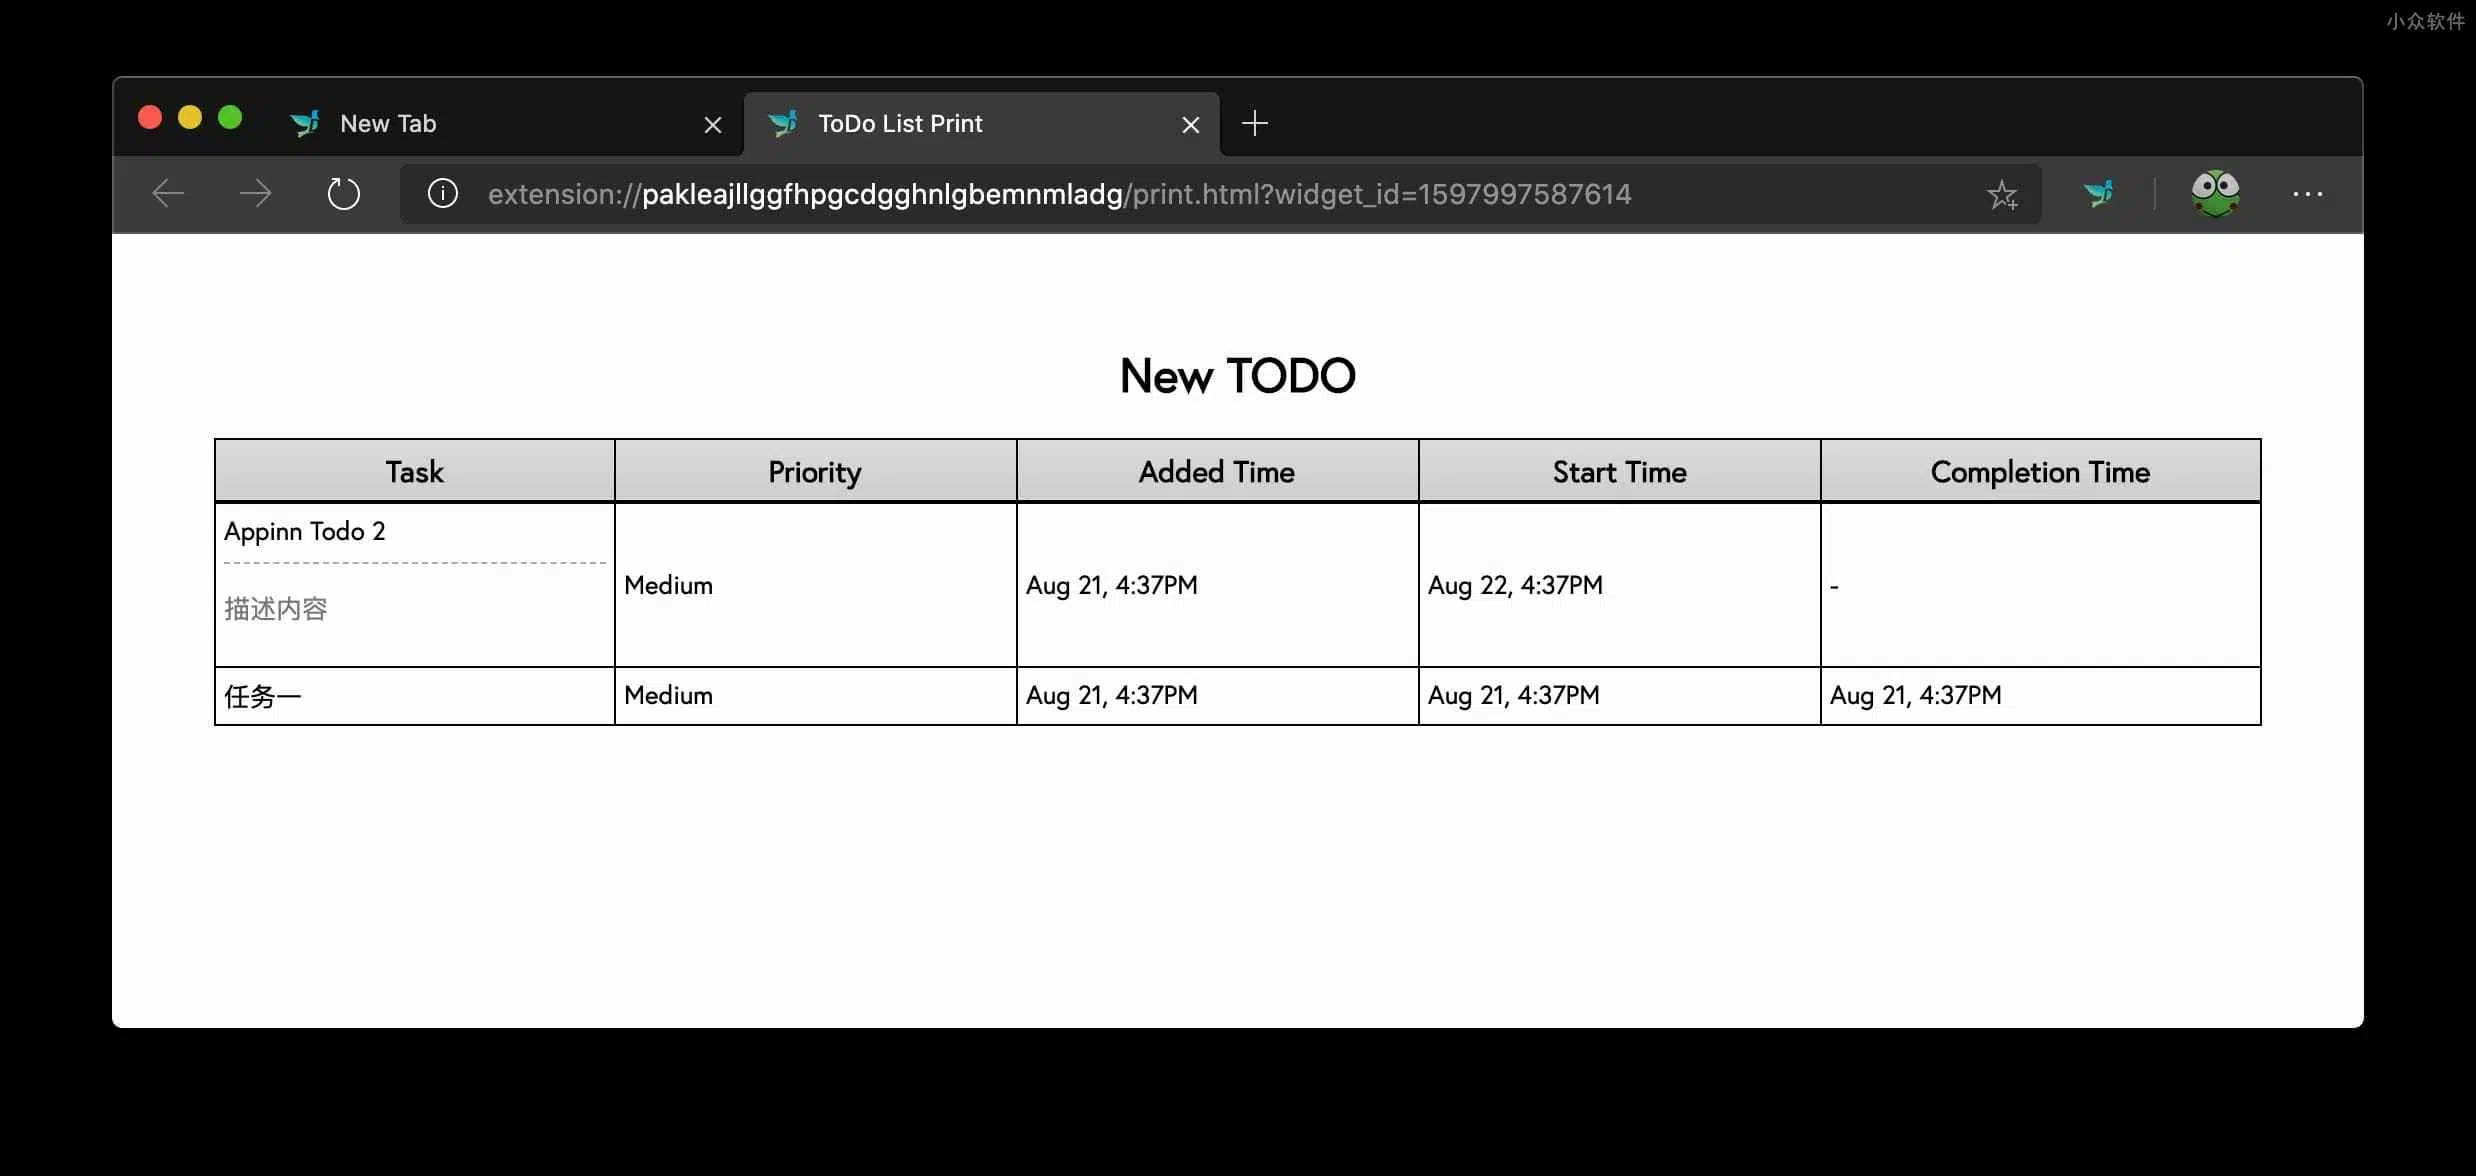 小众软件
New Tab
ToDo List Print
extension://pakleajllggfhpgcdgghnlgbemnmladg/print.html?widget_id=1597997587614
New TODO
Task Priority Added Time Start Time Completion Time
Appinn Todo 2
描述内容
Medium Aug 21, 4:37PM Aug 22, 4:37PM -
任务一 Medium Aug 21, 4:37PM Aug 21, 4:37PM Aug 21, 4:37PM